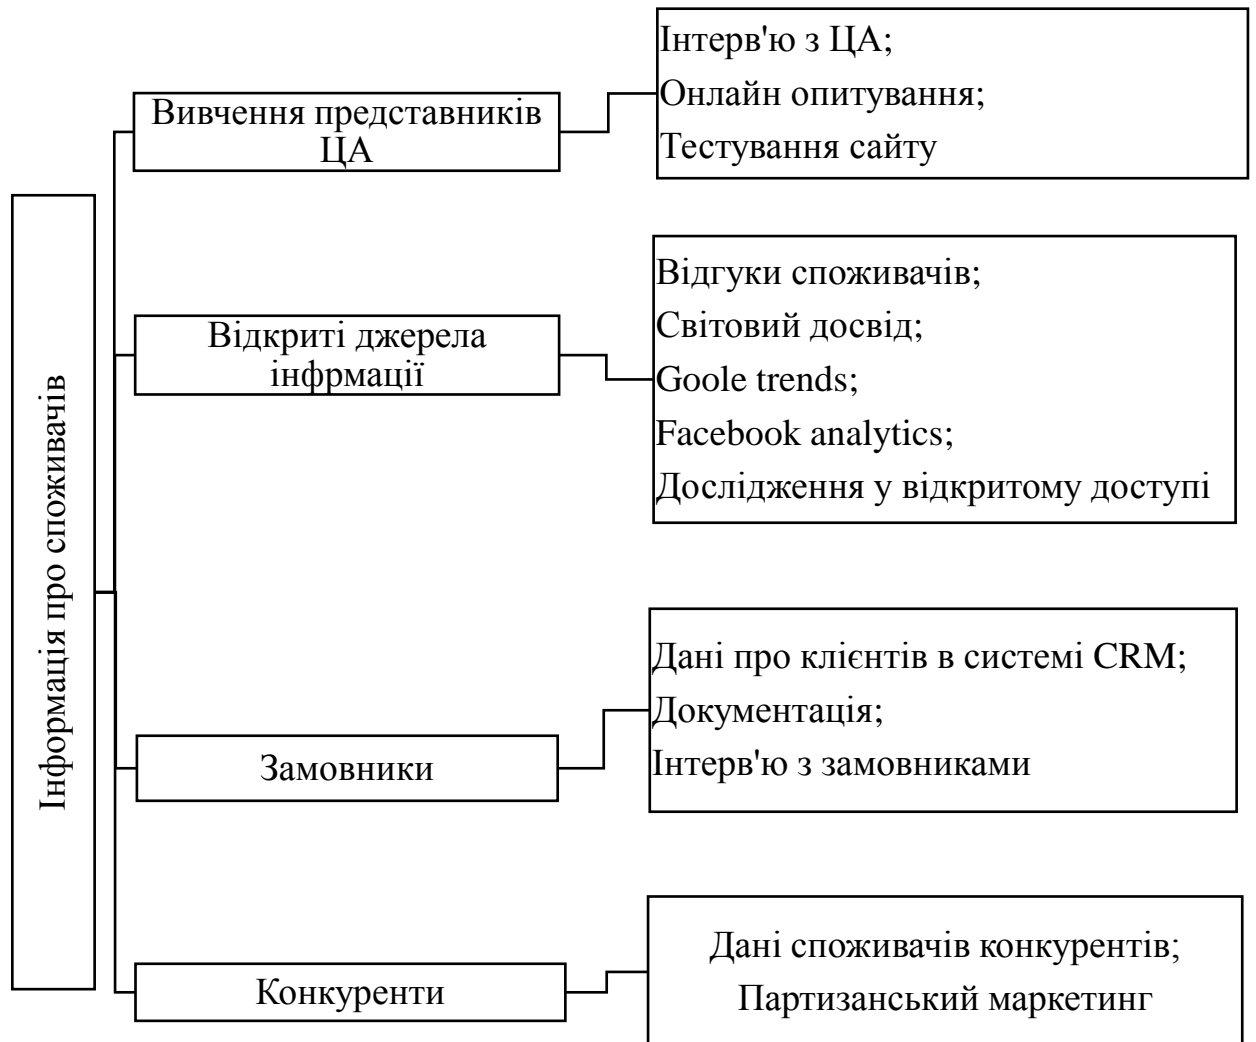 Інформація про споживачів
Вивчення представників
ЦА
Інтерв'ю з ЦА;
Онлайн опитування;
Тестування сайту
Відкриті джерела
інфрмації
Відгуки споживачів;
Світовий досвід;
Goole trends;
Facebook analytics;
Дослідження у відкритому доступі
Замовники
Дані про клієнтів в системі CRM;
Документація;
Інтерв'ю з замовниками
Конкуренти
Дані споживачів конкурентів;
Партизанський маркетинг